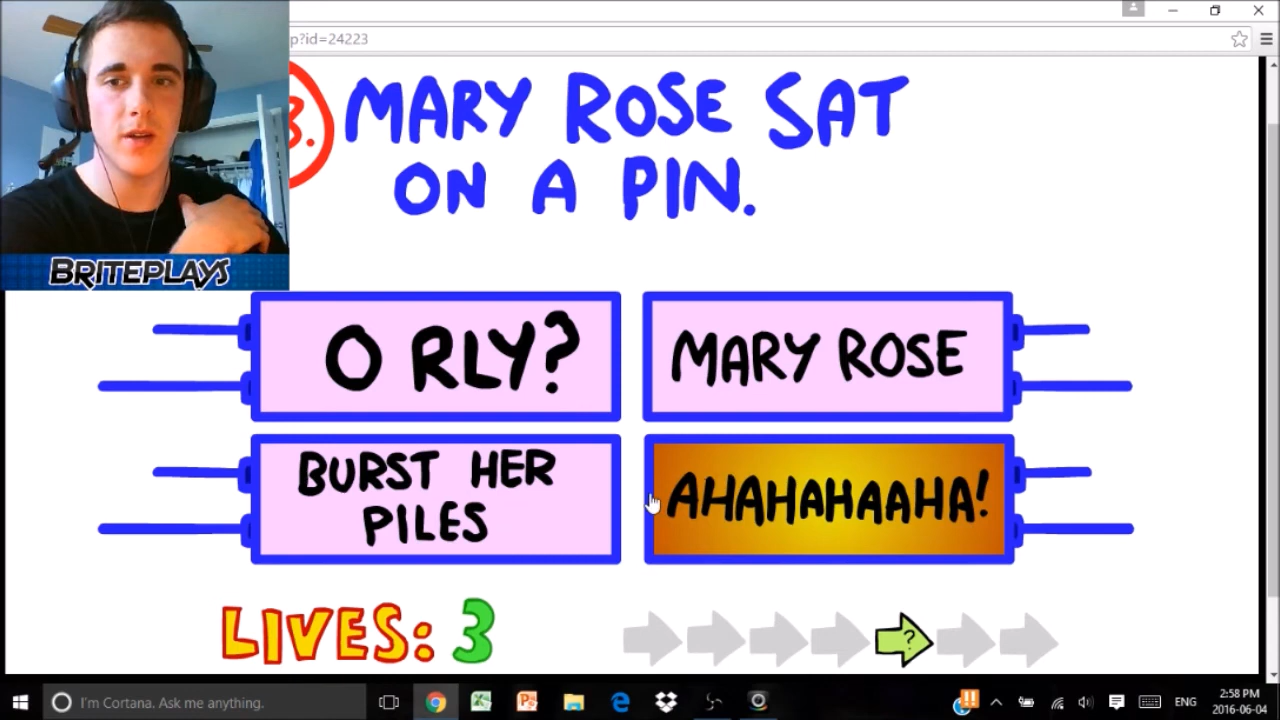 p?id=24223
3. MARY ROSE SAT
ON A PIN.
BRITEPLAYS
O RLY?
MARY ROSE
BURST HER
PILES
AHAHAHAAHA!
LIVES: 3
?
I'm Cortana. Ask me anything.
ENG
2:58 PM
2016-06-04